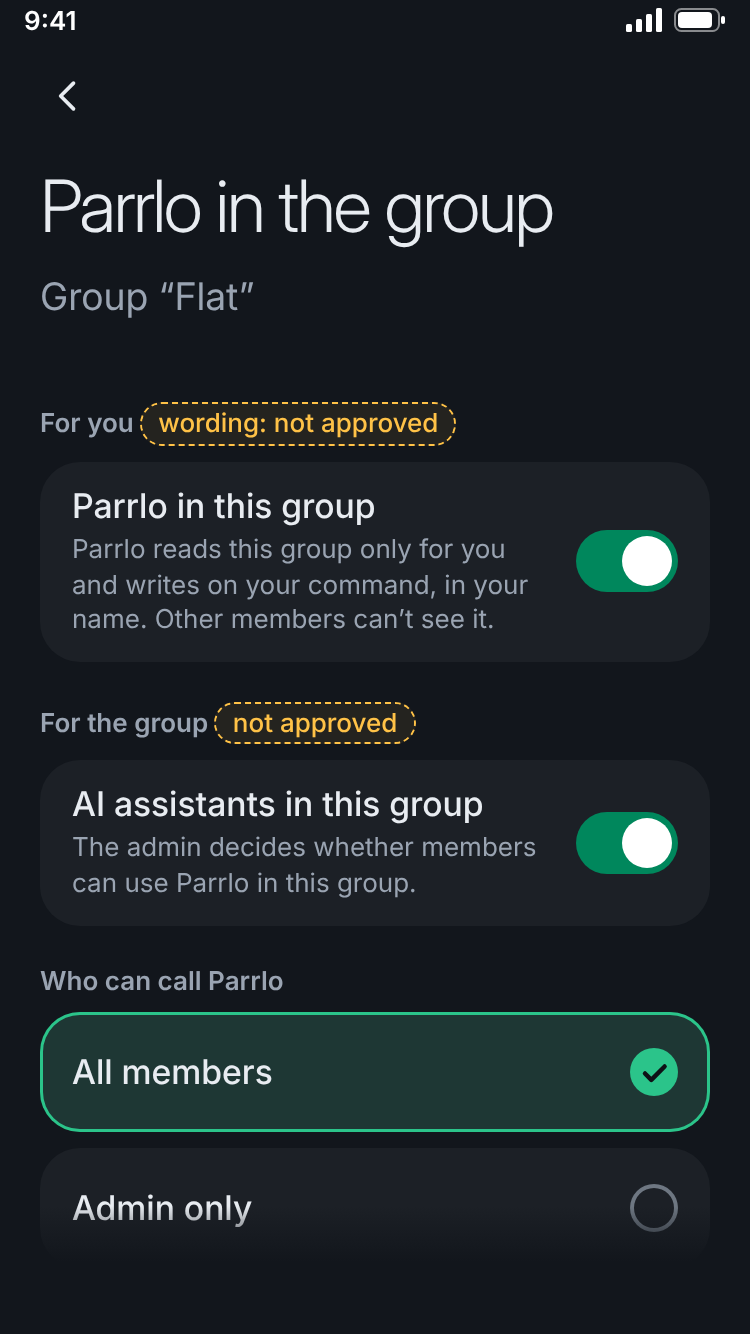 9:41
Parrlo in the group
Group “Flat”
For you wording: not approved
Parrlo in this group
Parrlo reads this group only for you
and writes on your command, in your
name. Other members can’t see it.
For the group not approved
AI assistants in this group
The admin decides whether members
can use Parrlo in this group.
Who can call Parrlo
All members
Admin only